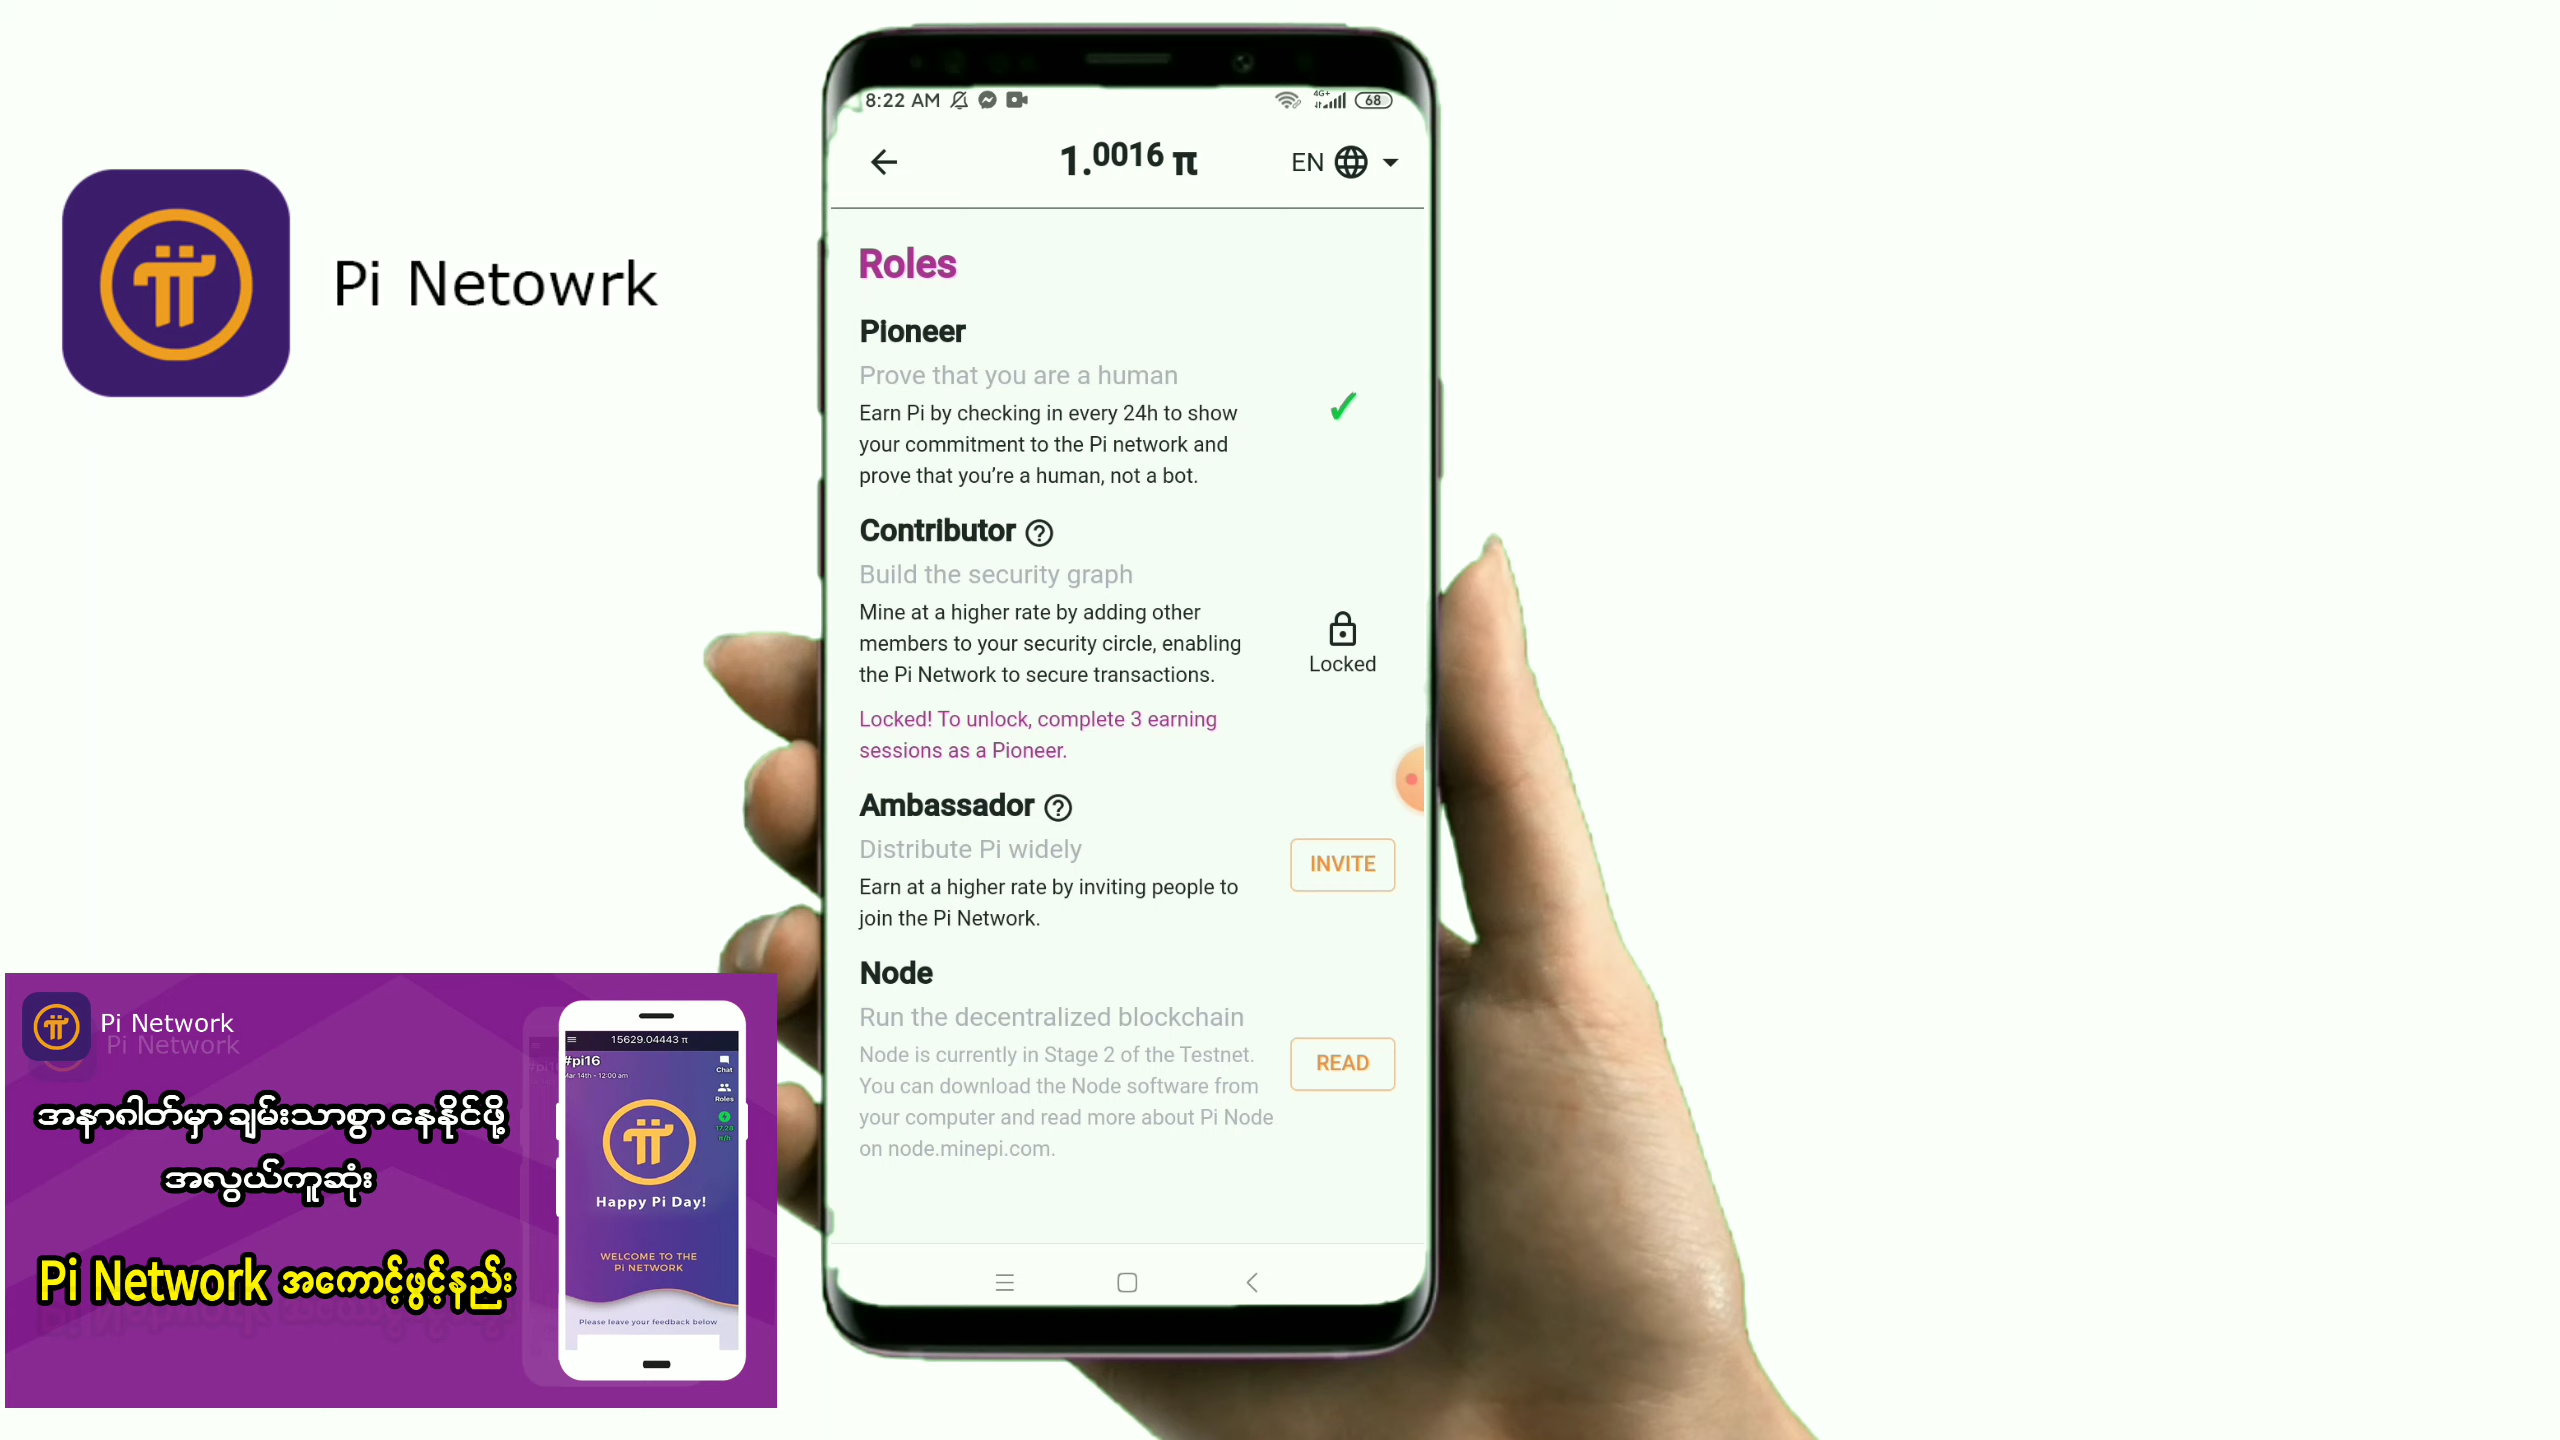 Pi Netowrk
8:22 AM
4G+
68
1.0016 π
EN
Roles
Pioneer
Prove that you are a human
Earn Pi by checking in every 24h to show
your commitment to the Pi network and
prove that you’re a human, not a bot.
Contributor
Build the security graph
Mine at a higher rate by adding other
members to your security circle, enabling
the Pi Network to secure transactions.
Locked
Locked! To unlock, complete 3 earning
sessions as a Pioneer.
Ambassador
Distribute Pi widely
Earn at a higher rate by inviting people to
join the Pi Network.
INVITE
Node
Run the decentralized blockchain
Node is currently in Stage 2 of the Testnet.
You can download the Node software from
your computer and read more about Pi Node
on node.minepi.com.
READ
Pi Network
Pi Network
အနာဂါတ်မှာ ချမ်းသာစွာ နေနိုင်ဖို့
အလွယ်ကူဆုံး
Pi Network အကောင့်ဖွင့်နည်း
15629.04443 π
#pi16
Mar 14th - 12:00 am
Chat
Roles
17.28
π/h
Happy Pi Day!
WELCOME TO THE
Pi NETWORK
Please leave your feedback below